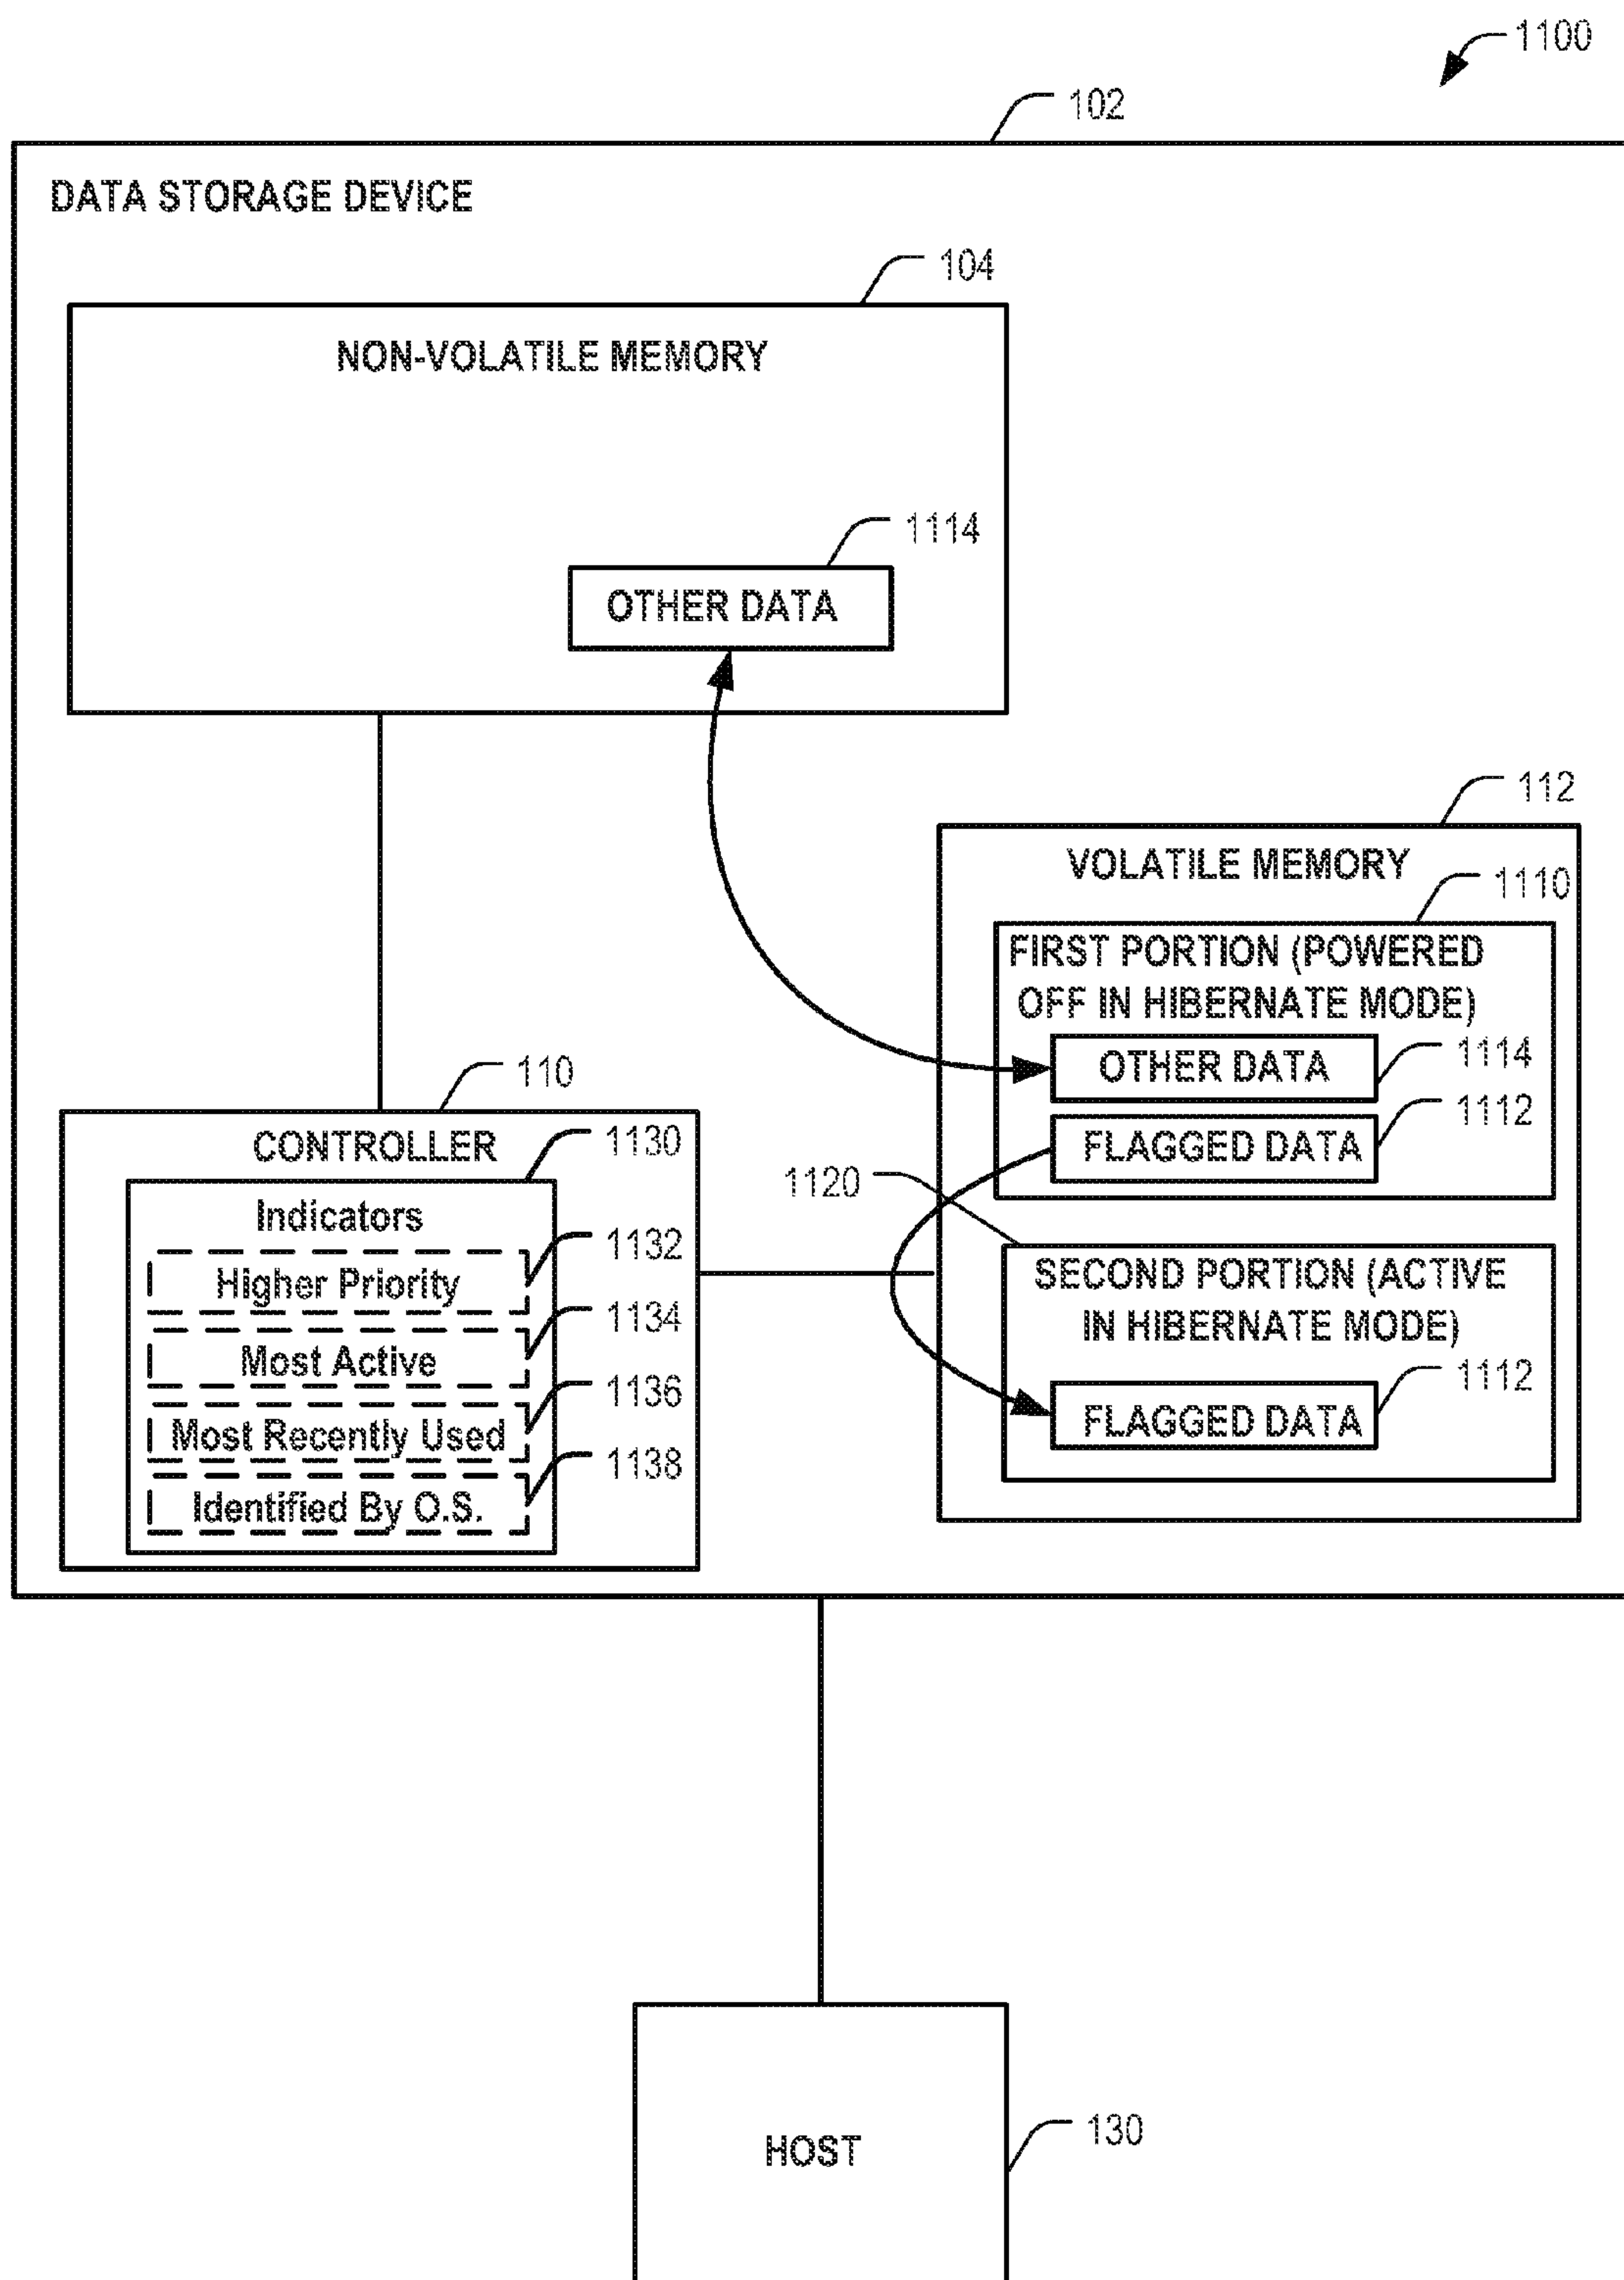 1100
102
DATA STORAGE DEVICE
104
NON-VOLATILE MEMORY
1114
OTHER DATA
112
VOLATILE MEMORY
1110
FIRST PORTION (POWERED
OFF IN HIBERNATE MODE)
OTHER DATA
1114
FLAGGED DATA
1112
1120
SECOND PORTION (ACTIVE
IN HIBERNATE MODE)
FLAGGED DATA
1112
110
CONTROLLER
1130
Indicators
Higher Priority
1132
Most Active
1134
Most Recently Used
1136
Identified By O.S.
1138
HOST
130